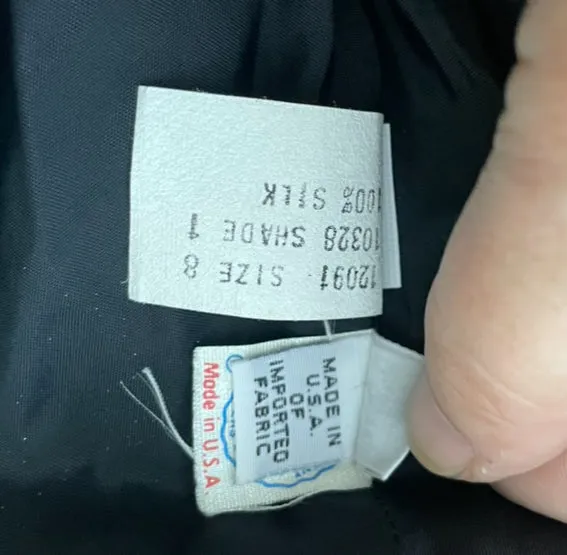 12091 SIZE 8
10328 SHADE 1
100% SILK
MADE IN
U.S.A.
OF
IMPORTED
FABRIC
Made in U.S.A